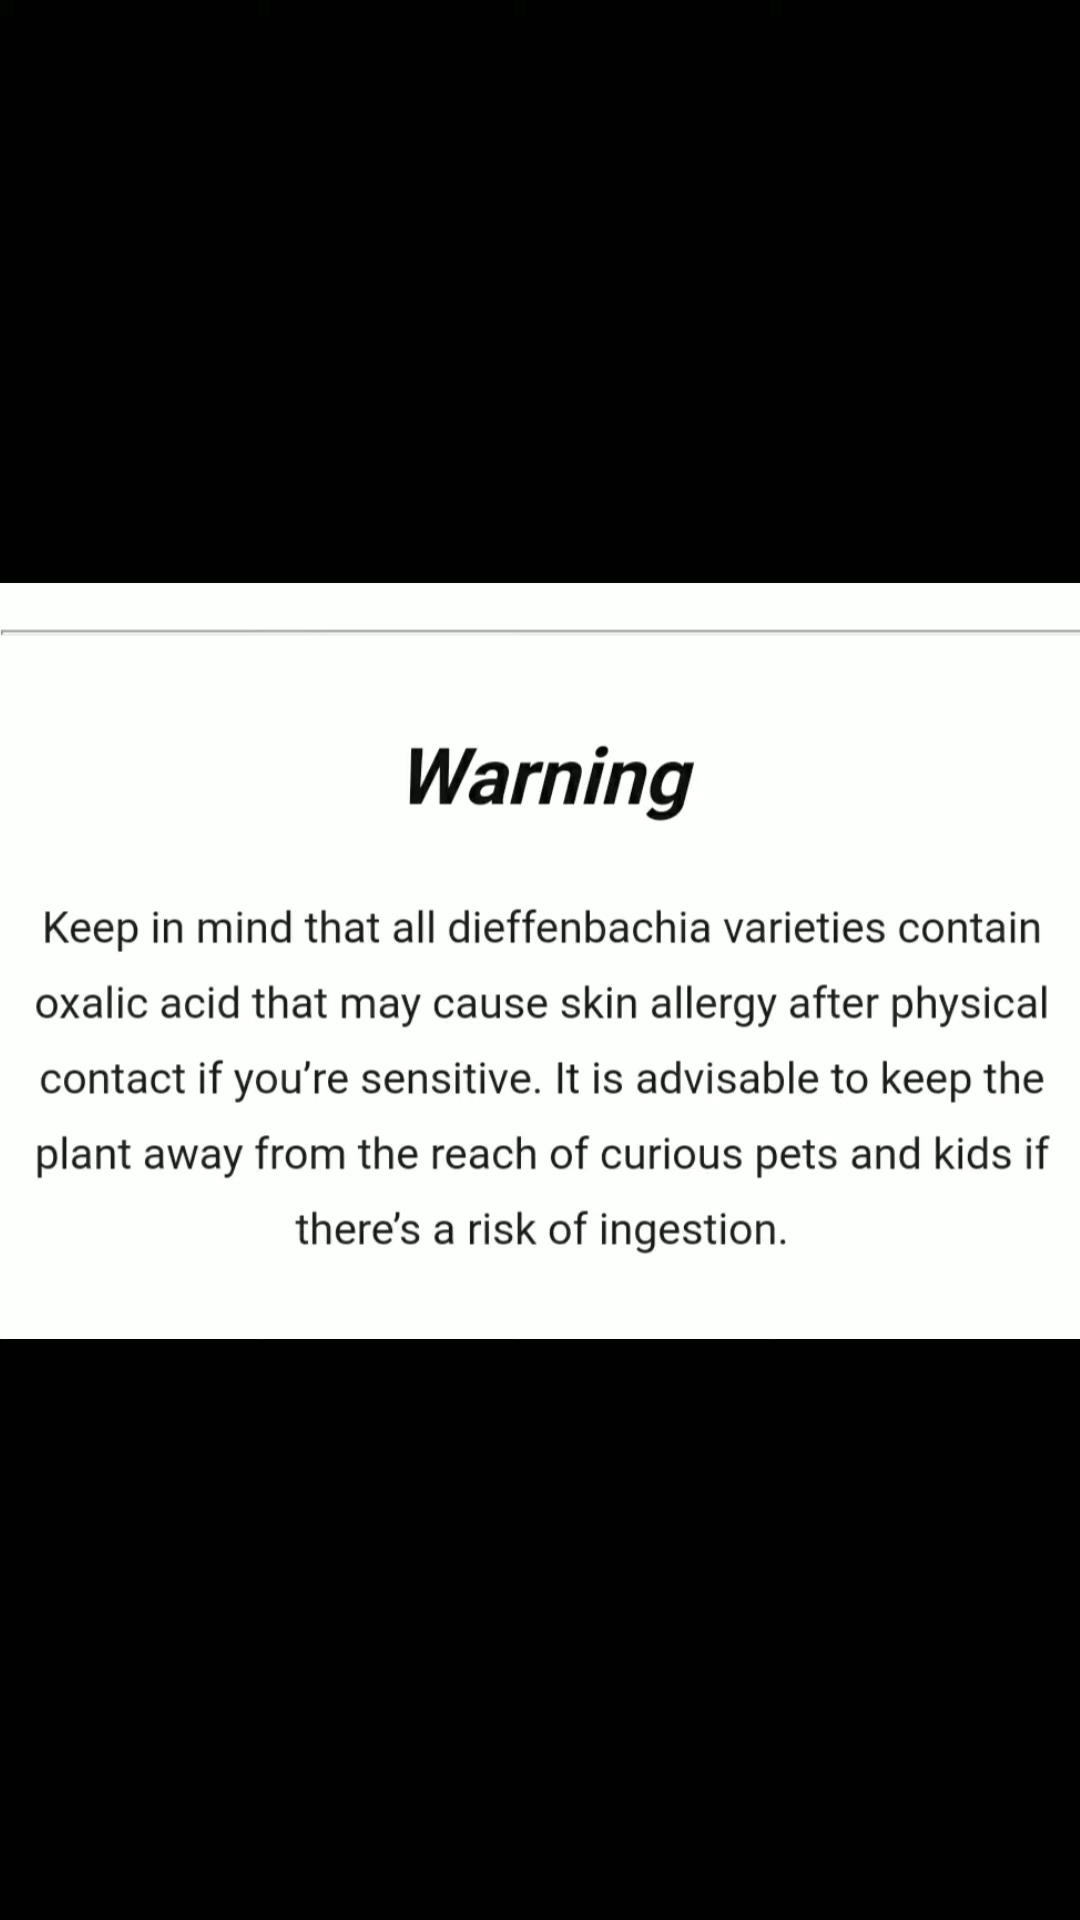 Warning
Keep in mind that all dieffenbachia varieties contain
oxalic acid that may cause skin allergy after physical
contact if you’re sensitive. It is advisable to keep the
plant away from the reach of curious pets and kids if
there’s a risk of ingestion.